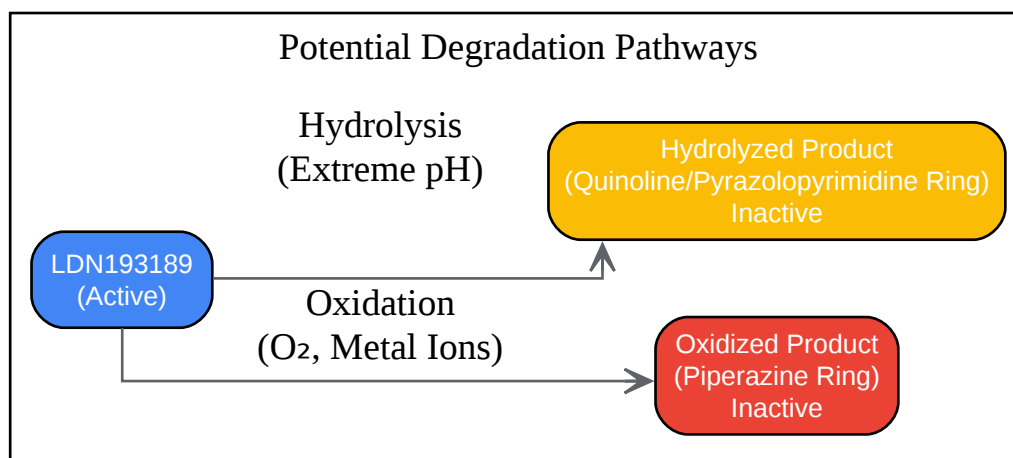 Potential Degradation Pathways
Hydrolysis
(Extreme pH)
Hydrolyzed Product
(Quinoline/Pyrazolopyrimidine Ring)
Inactive
LDN193189
(Active)
Oxidation
(O₂, Metal Ions)
Oxidized Product
(Piperazine Ring)
Inactive